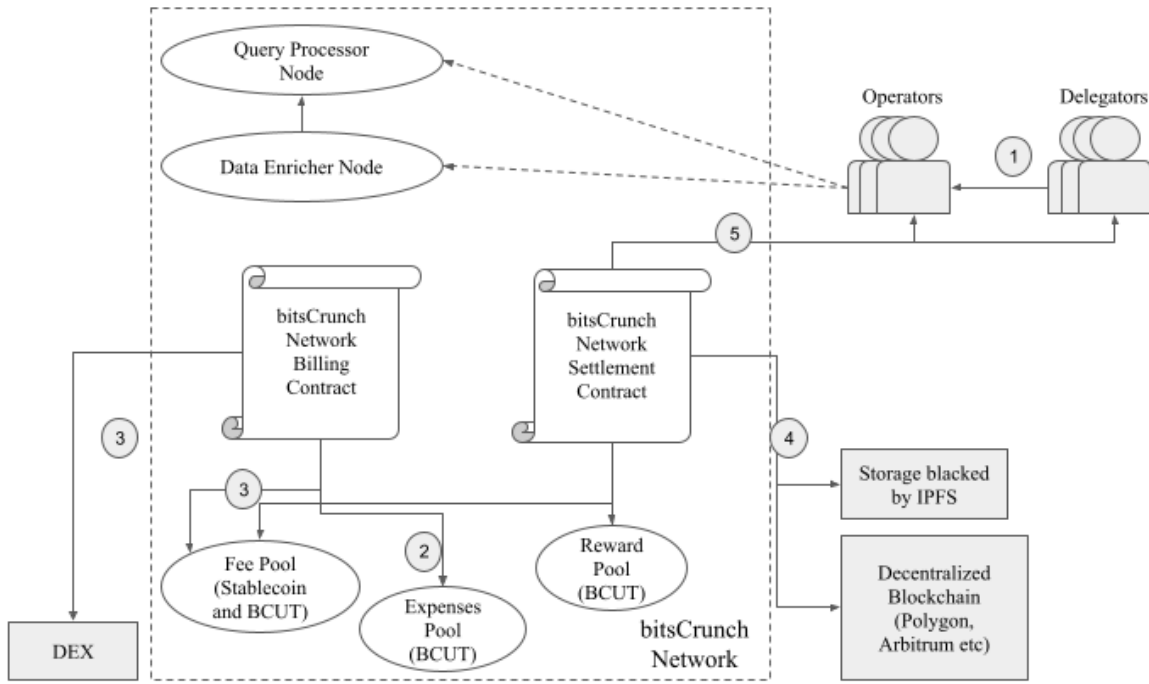 Query Processor
Node
Operators
Delegators
1
Data Enricher Node
5
bitsCrunch
Network
Billing
Contract
bitsCrunch
Network
Settlement
Contract
3
4
Storage blacked
by IPFS
3
2
Fee Pool
(Stablecoin
and BCUT)
Expenses
Pool
(BCUT)
Reward
Pool
(BCUT)
Decentralized
Blockchain
(Polygon,
Arbitrum etc)
bitsCrunch
Network
DEX